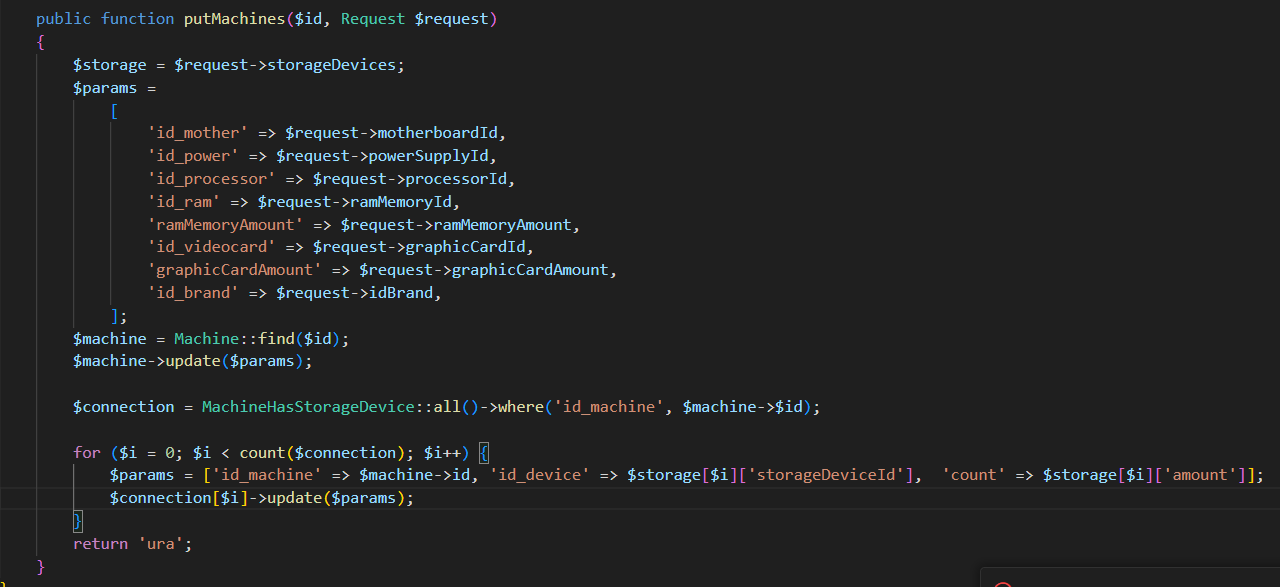 public function putMachines($id, Request $request)
{
$storage = $request->storageDevices;
$params =
[
'id_mother' => $request->motherboardId,
'id_power' => $request->powerSupplyId,
'id_processor' => $request->processorId,
'id_ram' => $request->ramMemoryId,
'ramMemoryAmount' => $request->ramMemoryAmount,
'id_videocard' => $request->graphicCardId,
'graphicCardAmount' => $request->graphicCardAmount,
'id_brand' => $request->idBrand,
];
$machine = Machine::find($id);
$machine->update($params);
$connection = MachineHasStorageDevice::all()->where('id_machine', $machine->$id);
for ($i = 0; $i < count($connection); $i++) {
$params = ['id_machine' => $machine->id, 'id_device' => $storage[$i]['storageDeviceId'],  'count' => $storage[$i]['amount']];
$connection[$i]->update($params);
}
return 'ura';
}
}